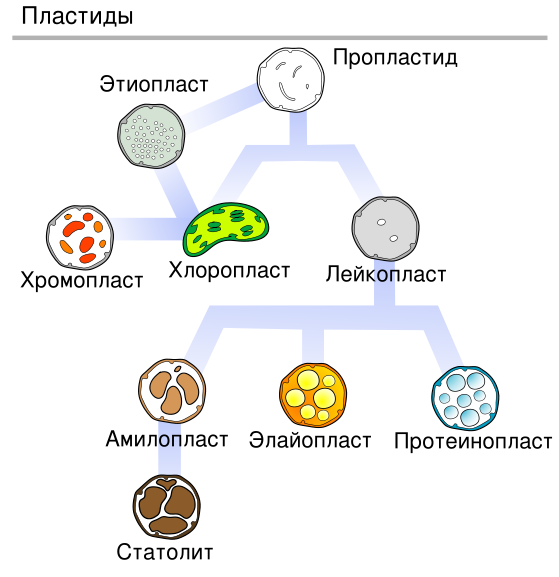 Пластиды
Пропластид
Этиопласт
Хромопласт
Хлоропласт
Лейкопласт
Амилопласт
Элайопласт
Протеинопласт
Статолит